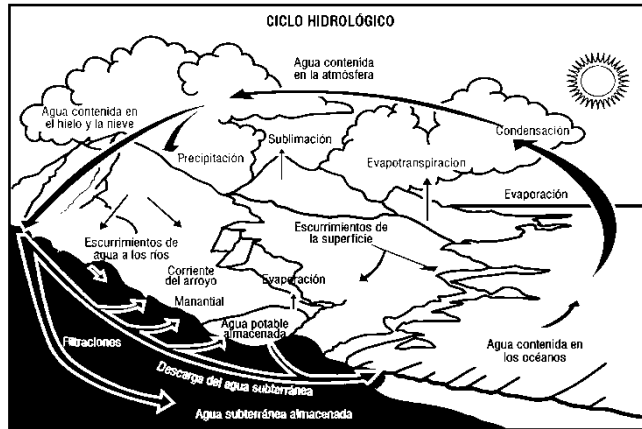 CICLO HIDROLÓGICO
Agua contenida
en la atmósfera
Agua contenida en
el hielo y la nieve
Condensación
Sublimación
Precipitación
Evapotranspiracion
Evaporación
Escurrimientos de
agua a los ríos
Escurrimientos de
la superficie
Corriente
del arroyo
Evaporación
Manantial
Agua potable
almacenada
Filtraciones
Agua contenida en
los océanos
Descarga del agua subterránea
Agua subterránea almacenada